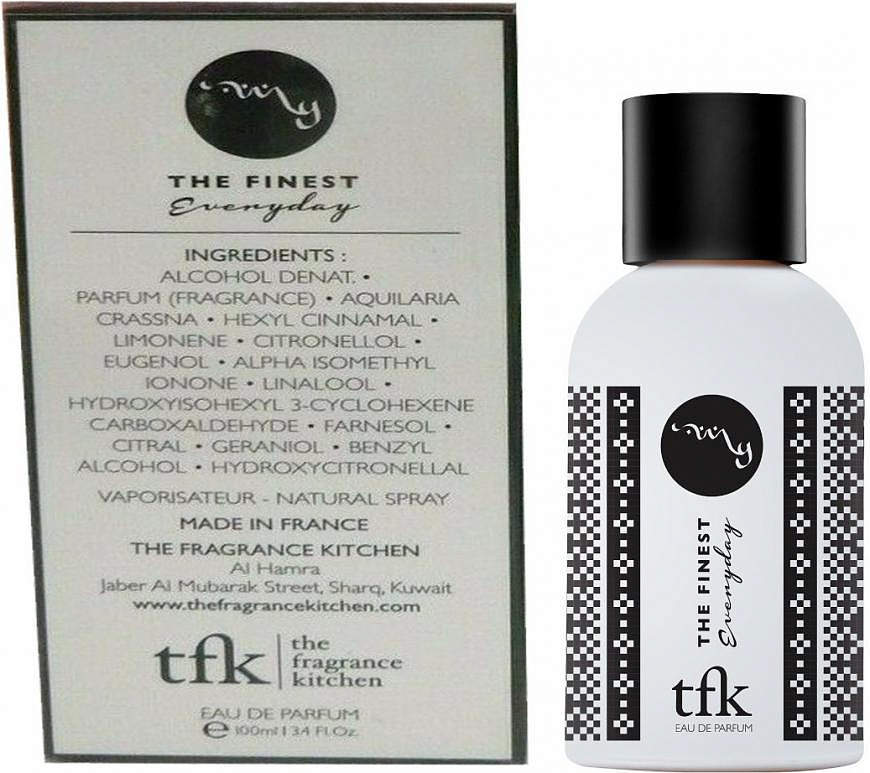 THE FINEST
Everyday
INGREDIENTS :
ALCOHOL DENAT. •
PARFUM (FRAGRANCE) • AQUILARIA
CRASSNA • HEXYL CINNAMAL •
LIMONENE • CITRONELLOL •
EUGENOL • ALPHA ISOMETHYL
IONONE • LINALOOL •
HYDROXYISOHEXYL 3-CYCLOHEXENE
CARBOXALDEHYDE • FARNESOL •
CITRAL • GERANIOL • BENZYL
ALCOHOL • HYDROXYCITRONELLAL
VAPORISATEUR - NATURAL SPRAY
MADE IN FRANCE
THE FRAGRANCE KITCHEN
Al Hamra
Jaber Al Mubarak Street, Sharq, Kuwait
www.thefragrancekitchen.com
tfk | the
fragrance
kitchen
EAU DE PARFUM
e 100ml | 3.4 Fl.Oz.
THE FINEST
Everyday
tfk
EAU DE PARFUM